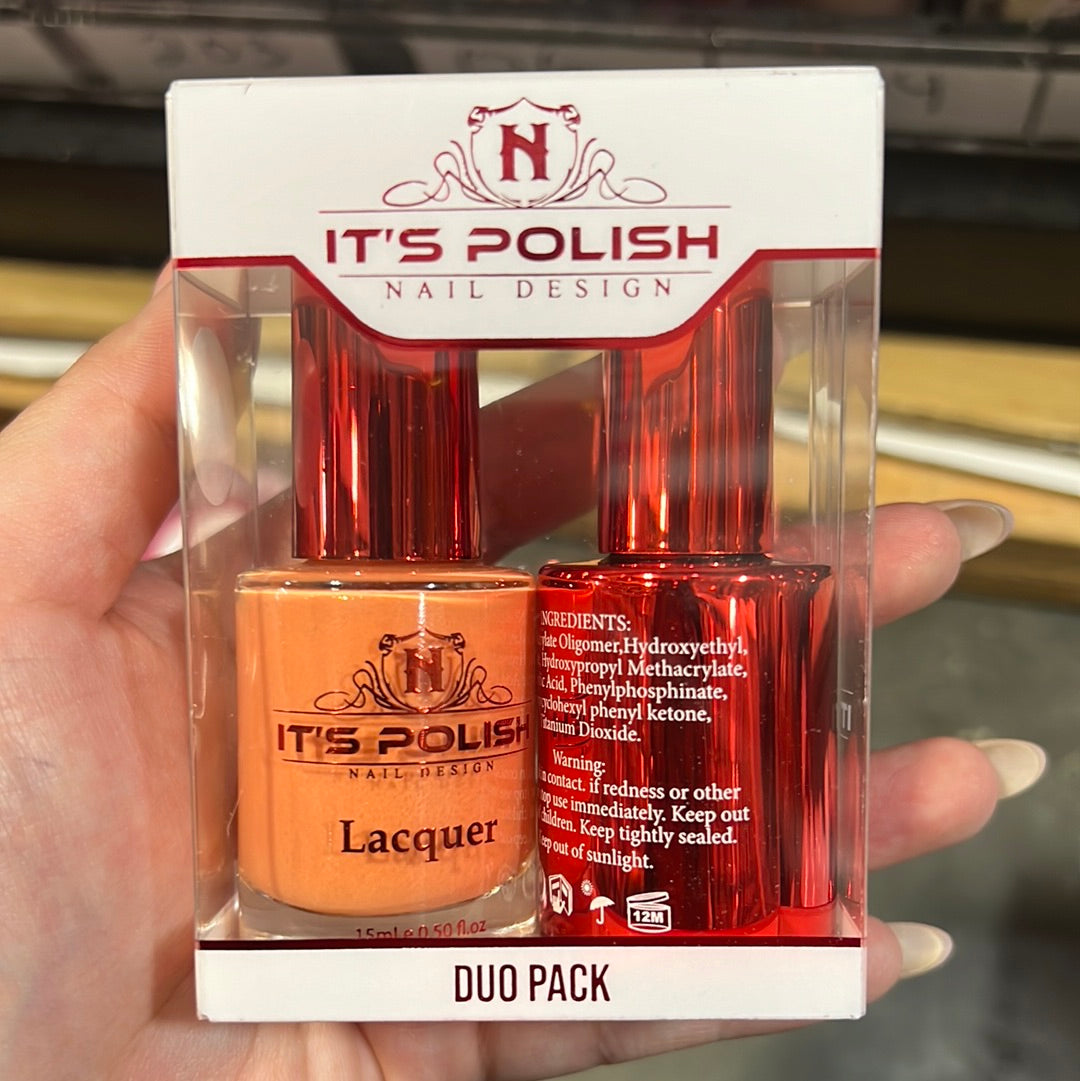 N
IT'S POLISH
NAIL DESIGN
N
IT'S POLISH
NAIL DESIGN
Lacquer
15ml e 0.50 fl.oz
INGREDIENTS:
Oligomer,Hydroxyethyl,
Hydroxypropyl Methacrylate,
Acid, Phenylphosphinate,
phenyl ketone,
Titanium Dioxide.
Warning:
contact. if redness or other
use immediately. Keep out
children. Keep tightly sealed.
out of sunlight.
12M
DUO PACK